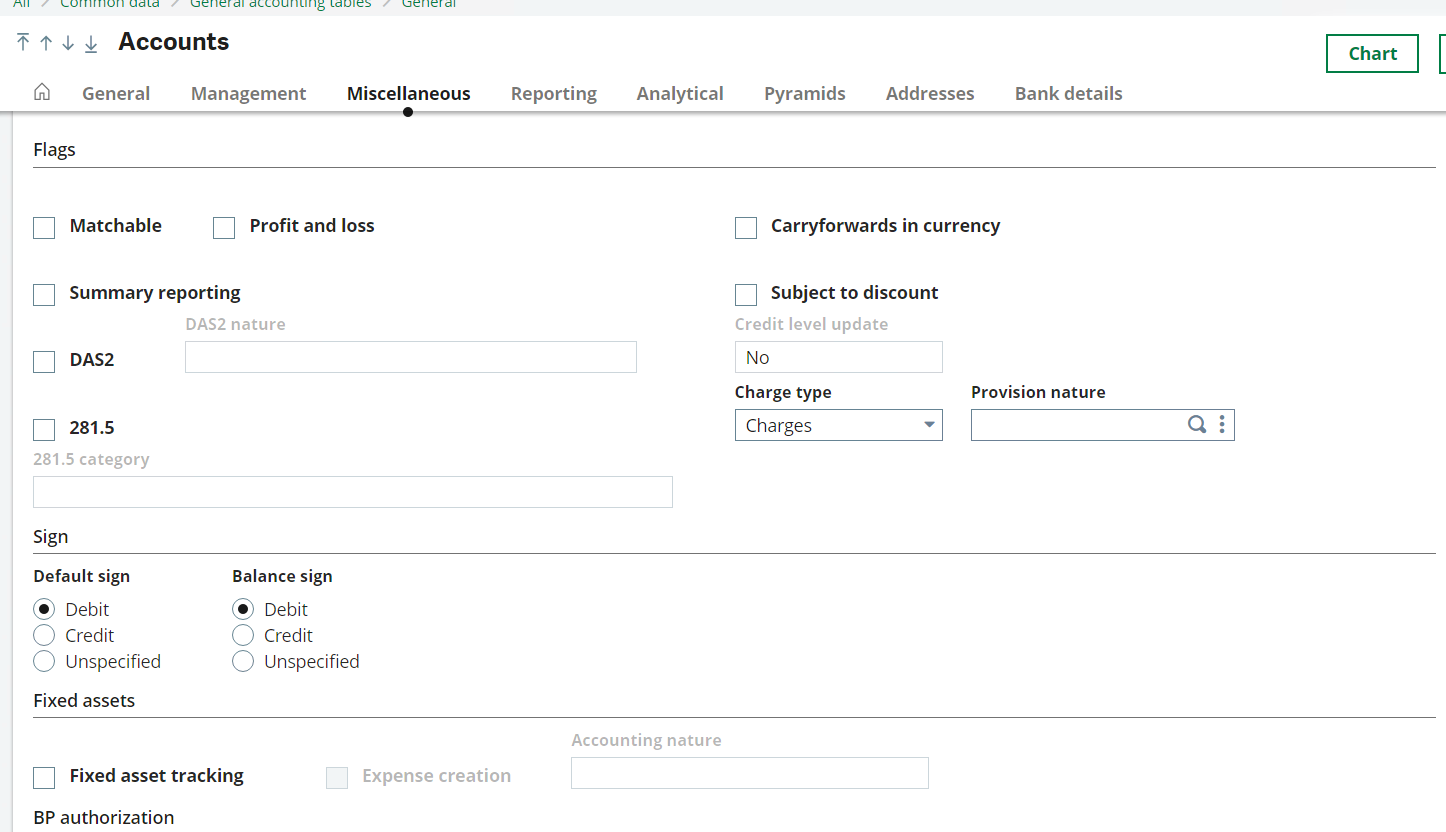 All / Common data / General accounting tables / General
Accounts
Chart
General Management Miscellaneous Reporting Analytical Pyramids Addresses Bank details
Flags
Matchable Profit and loss Carryforwards in currency
Summary reporting Subject to discount
DAS2 nature Credit level update
DAS2 No
Charge type Provision nature
281.5 Charges
281.5 category
Sign
Default sign Balance sign
Debit Debit
Credit Credit
Unspecified Unspecified
Fixed assets
Accounting nature
Fixed asset tracking Expense creation
BP authorization